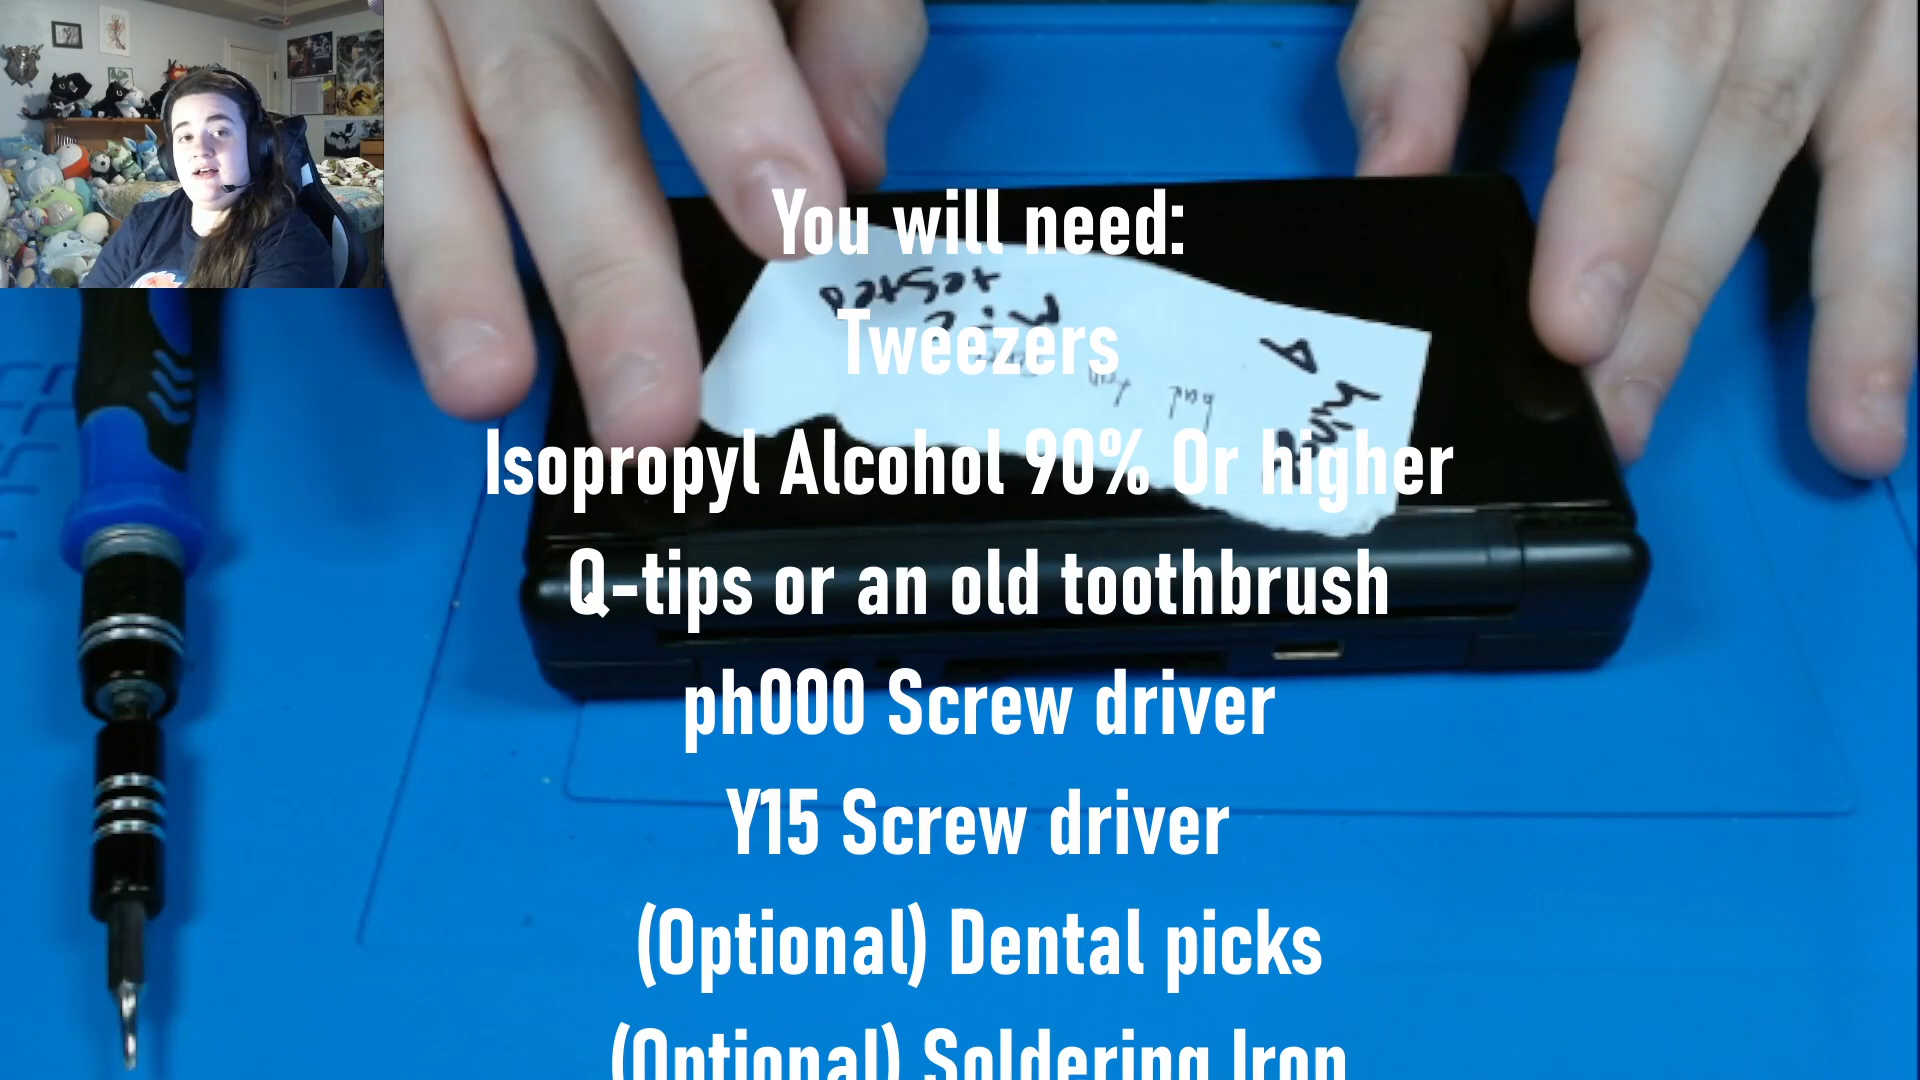 You will need:
Tweezers
Isopropyl Alcohol 90% Or higher
Q-tips or an old toothbrush
ph000 Screw driver
Y15 Screw driver
(Optional) Dental picks
(Optional) Soldering Iron
tested